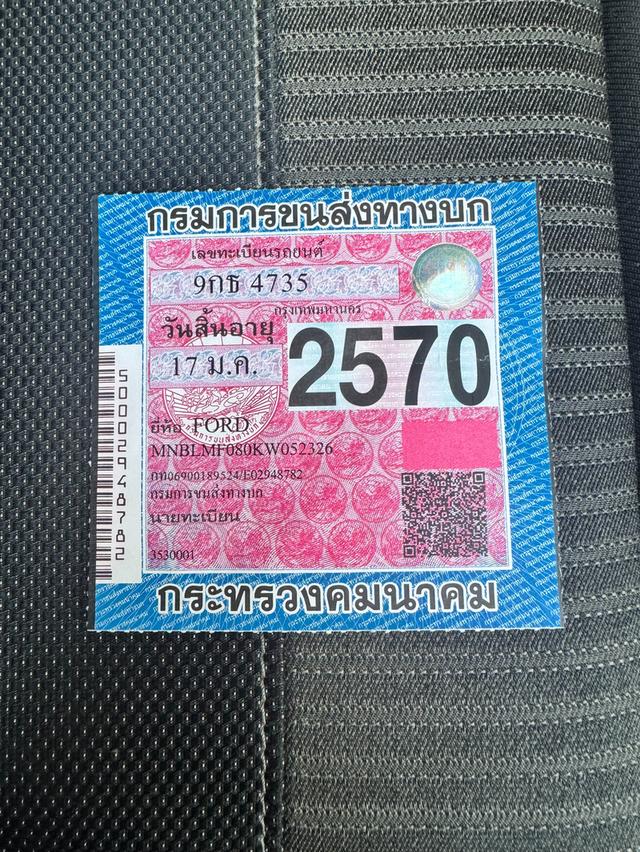 กรมการขนส่งทางบก
เลขทะเบียนรถยนต์
9กธ 4735
กรุงเทพมหานคร
วันสิ้นอายุ
17 ม.ค.
2570
ยี่ห้อ FORD
MNBLMF080KW052326
กท06900189524/E02948782
กรมการขนส่งทางบก
นายทะเบียน
3530001
50002948782
กระทรวงคมนาคม